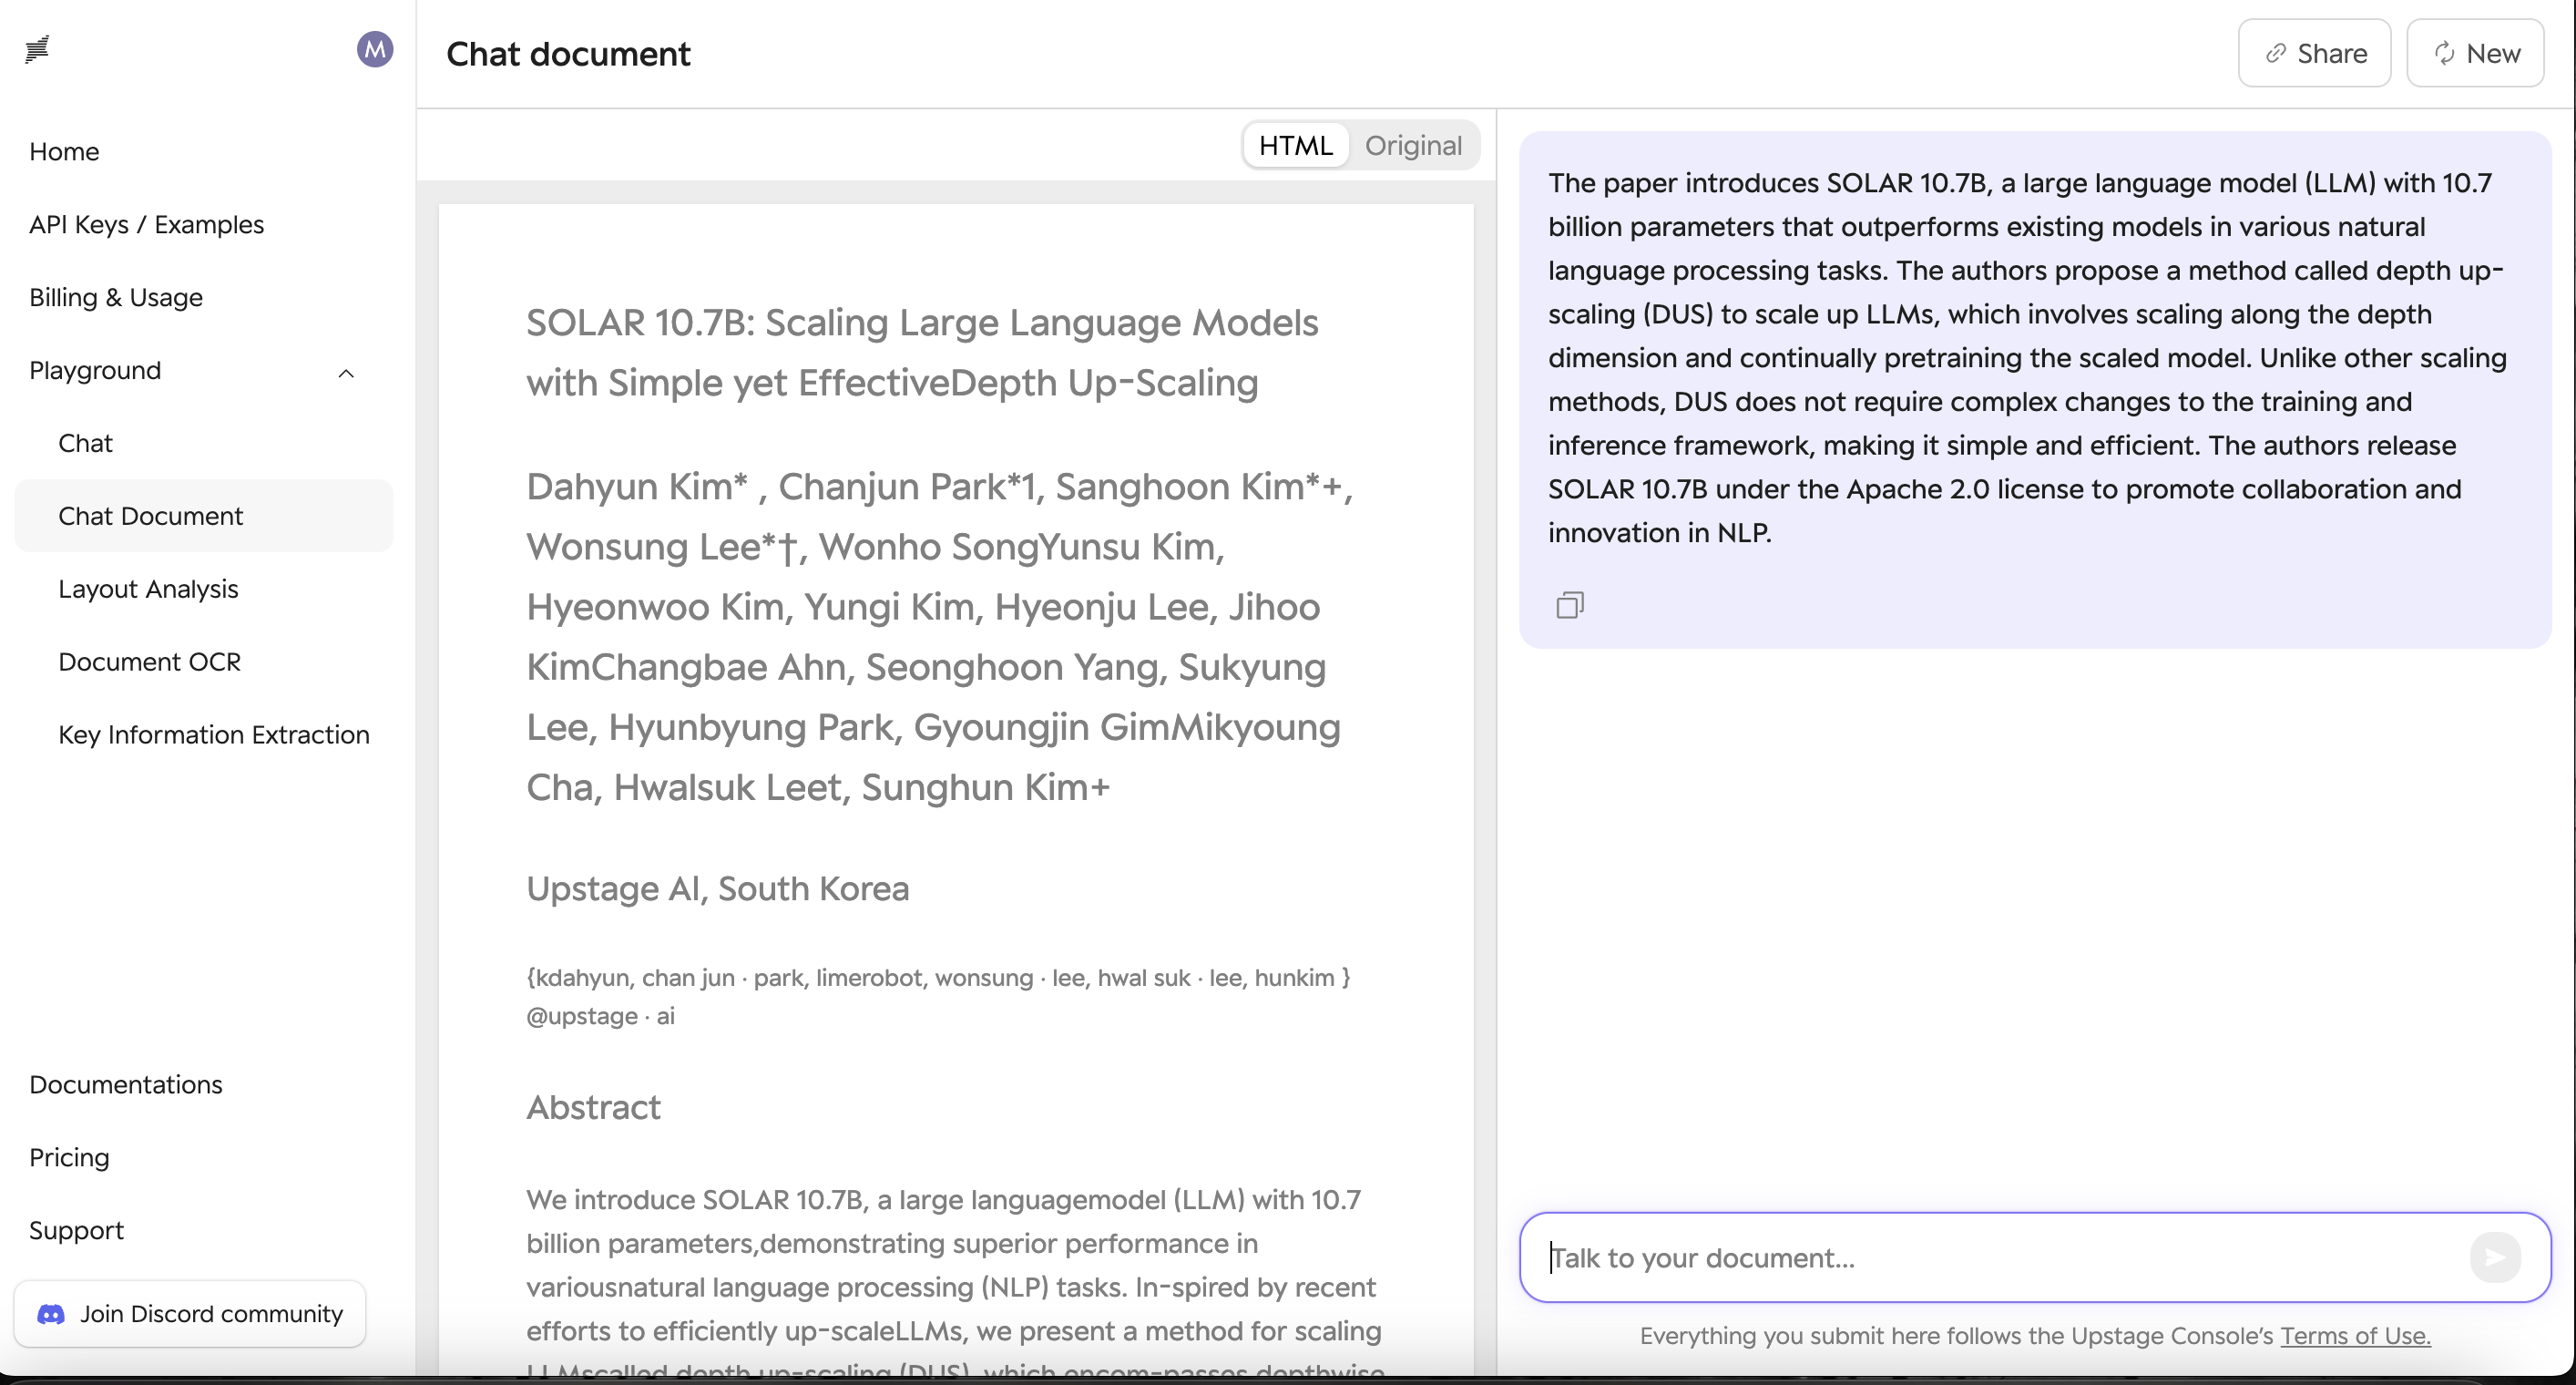 M
Home
API Keys / Examples
Billing & Usage
Playground
Chat
Chat Document
Layout Analysis
Document OCR
Key Information Extraction
Documentations
Pricing
Support
Join Discord community
Chat document
Share
New
HTML
Original
SOLAR 10.7B: Scaling Large Language Models
with Simple yet EffectiveDepth Up-Scaling
Dahyun Kim* , Chanjun Park*1, Sanghoon Kim*+,
Wonsung Lee*†, Wonho SongYunsu Kim,
Hyeonwoo Kim, Yungi Kim, Hyeonju Lee, Jihoo
KimChangbae Ahn, Seonghoon Yang, Sukyung
Lee, Hyunbyung Park, Gyoungjin GimMikyoung
Cha, Hwalsuk Leet, Sunghun Kim+
Upstage AI, South Korea
{kdahyun, chan jun · park, limerobot, wonsung · lee, hwal suk · lee, hunkim }
@upstage · ai
Abstract
We introduce SOLAR 10.7B, a large languagemodel (LLM) with 10.7
billion parameters,demonstrating superior performance in
variousnatural language processing (NLP) tasks. In-spired by recent
efforts to efficiently up-scaleLLMs, we present a method for scaling
LLMscalled depth up-scaling (DUS), which encom-passes depthwise
The paper introduces SOLAR 10.7B, a large language model (LLM) with 10.7
billion parameters that outperforms existing models in various natural
language processing tasks. The authors propose a method called depth up-
scaling (DUS) to scale up LLMs, which involves scaling along the depth
dimension and continually pretraining the scaled model. Unlike other scaling
methods, DUS does not require complex changes to the training and
inference framework, making it simple and efficient. The authors release
SOLAR 10.7B under the Apache 2.0 license to promote collaboration and
innovation in NLP.
Talk to your document...
Everything you submit here follows the Upstage Console's Terms of Use.